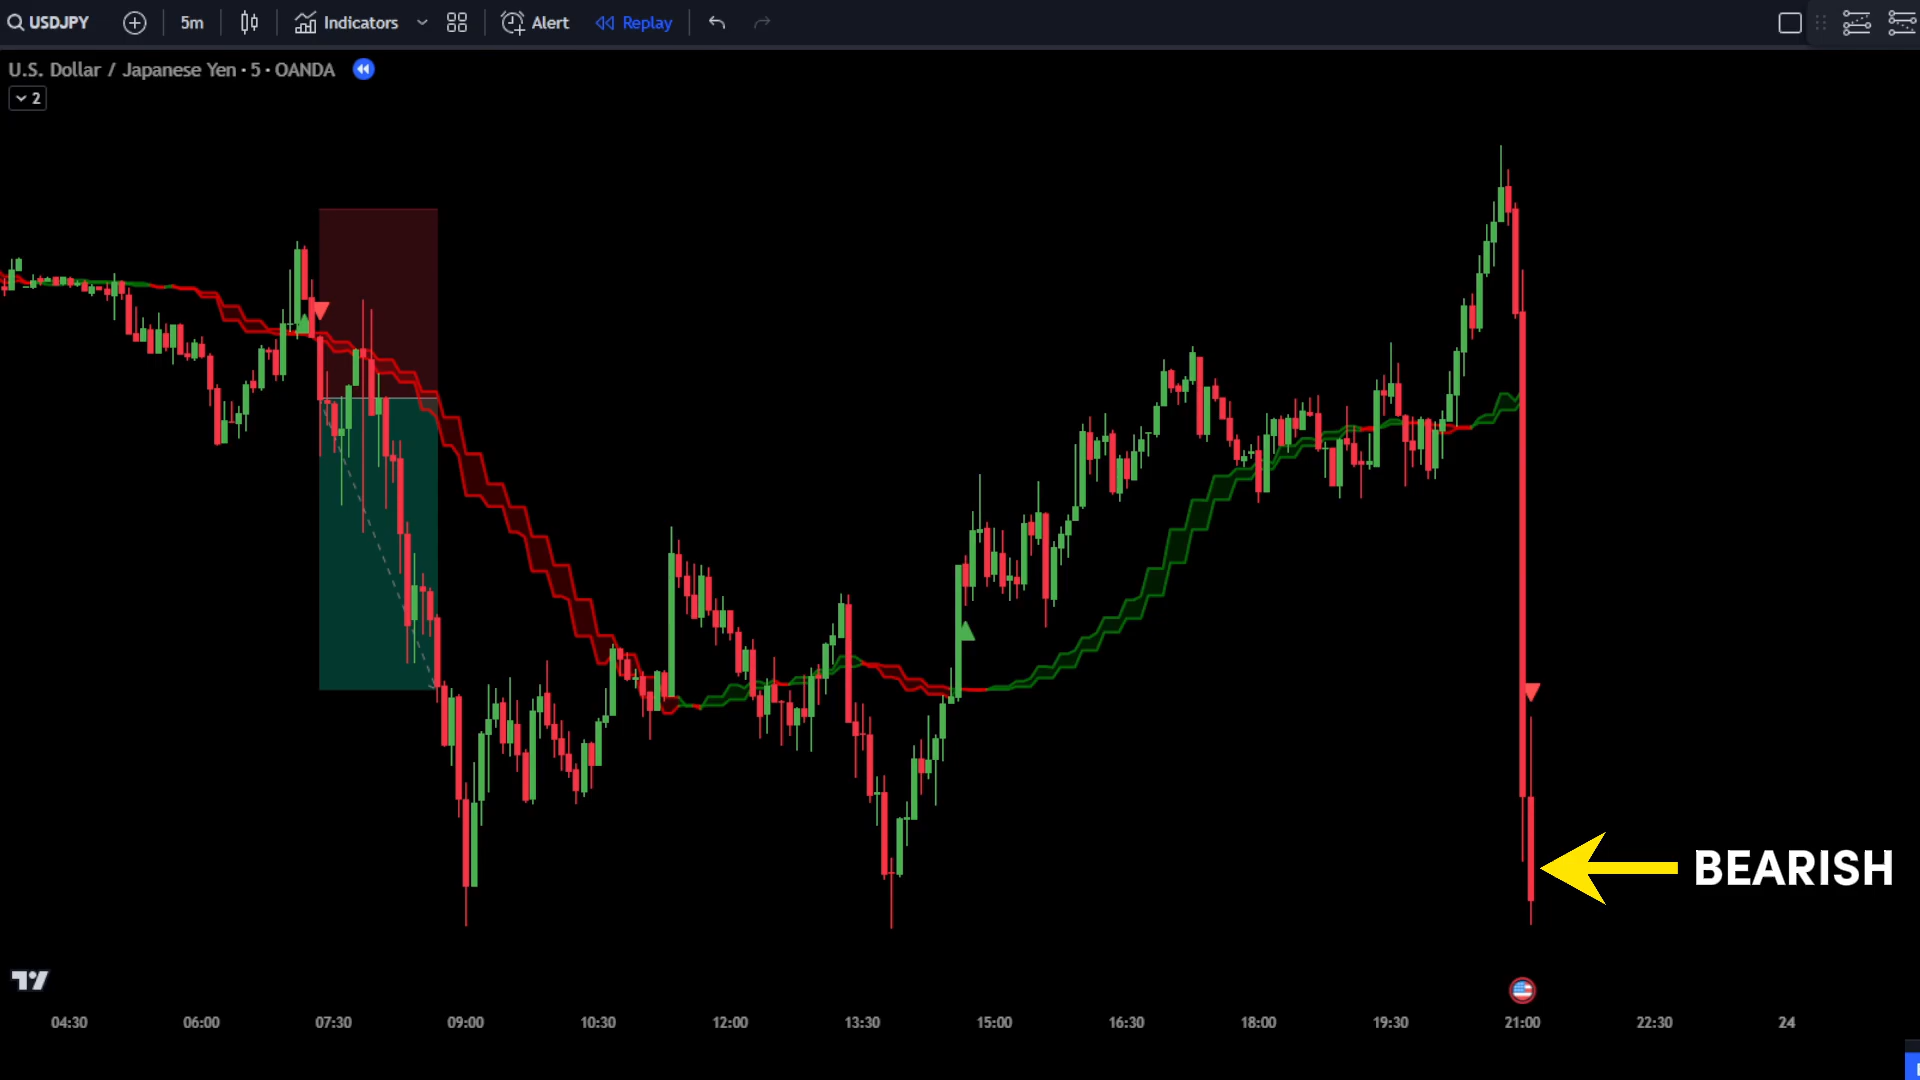 USDJPY 5m Indicators Alert Replay
U.S. Dollar / Japanese Yen · 5 · OANDA
2
BEARISH
04:30 06:00 07:30 09:00 10:30 12:00 13:30 15:00 16:30 18:00 19:30 21:00 22:30 24